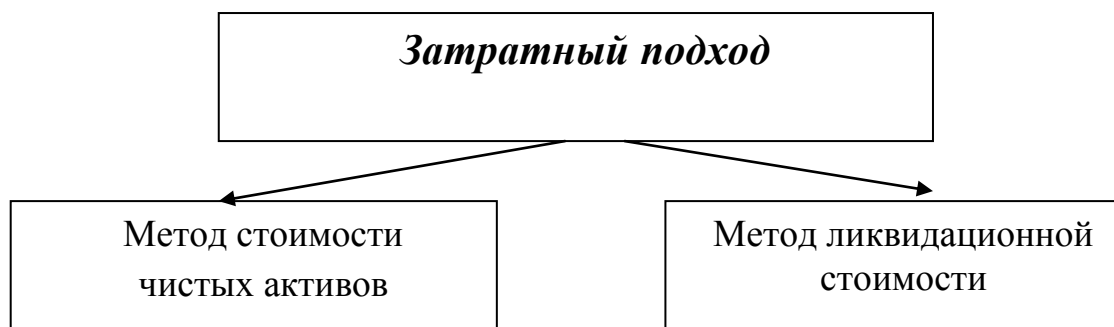 Затратный подход
Метод стоимости
чистых активов
Метод ликвидационной
стоимости